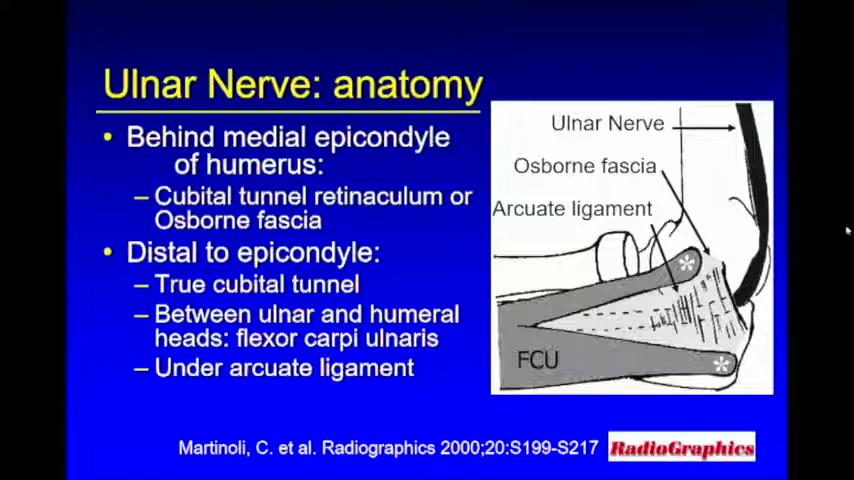 Ulnar Nerve: anatomy
• Behind medial epicondyle
of humerus:
– Cubital tunnel retinaculum or
Osborne fascia
• Distal to epicondyle:
– True cubital tunnel
– Between ulnar and humeral
heads: flexor carpi ulnaris
– Under arcuate ligament
Ulnar Nerve
Osborne fascia
Arcuate ligament
*
FCU
*
Martinoli, C. et al. Radiographics 2000;20:S199-S217
RadioGraphics